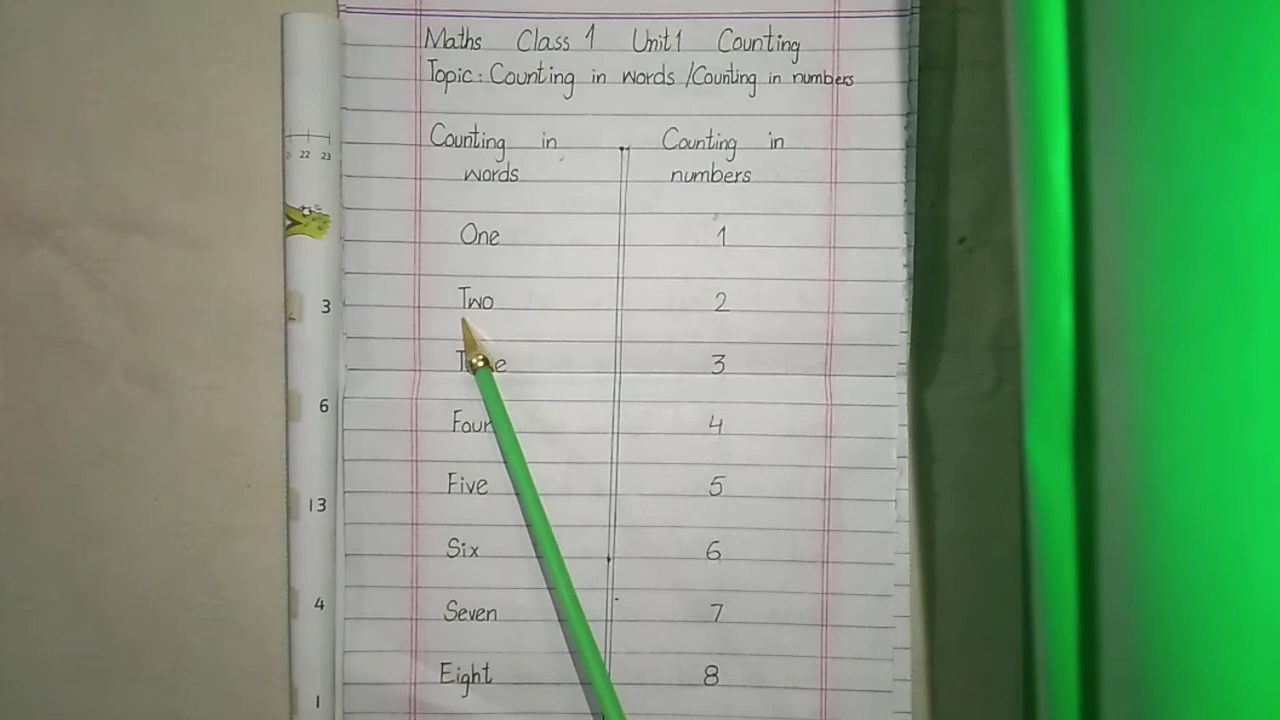 Maths Class 1 Unit 1 Counting
Topic: Counting in words /Counting in numbers
Counting in words
Counting in numbers
One 1
Two 2
3
Four 4
Five 5
Six 6
Seven 7
Eight 8
22 23
3
6
13
4
1